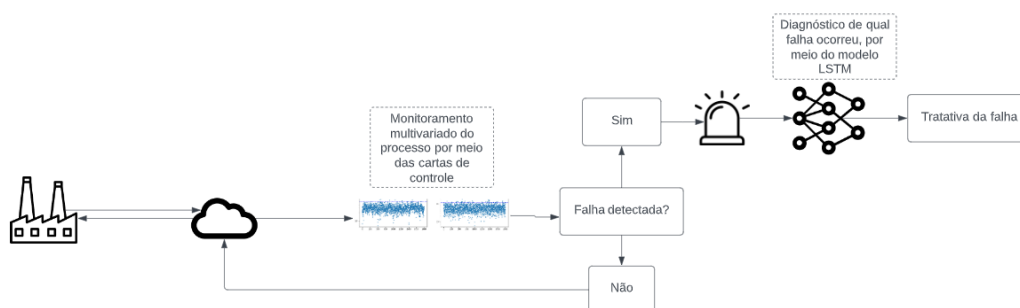 Monitoramento
multivariado do
processo por meio
das cartas de
controle
Falha detectada?
Sim
Não
Diagnóstico de qual
falha ocorreu, por
meio do modelo
LSTM
Tratativa da falha